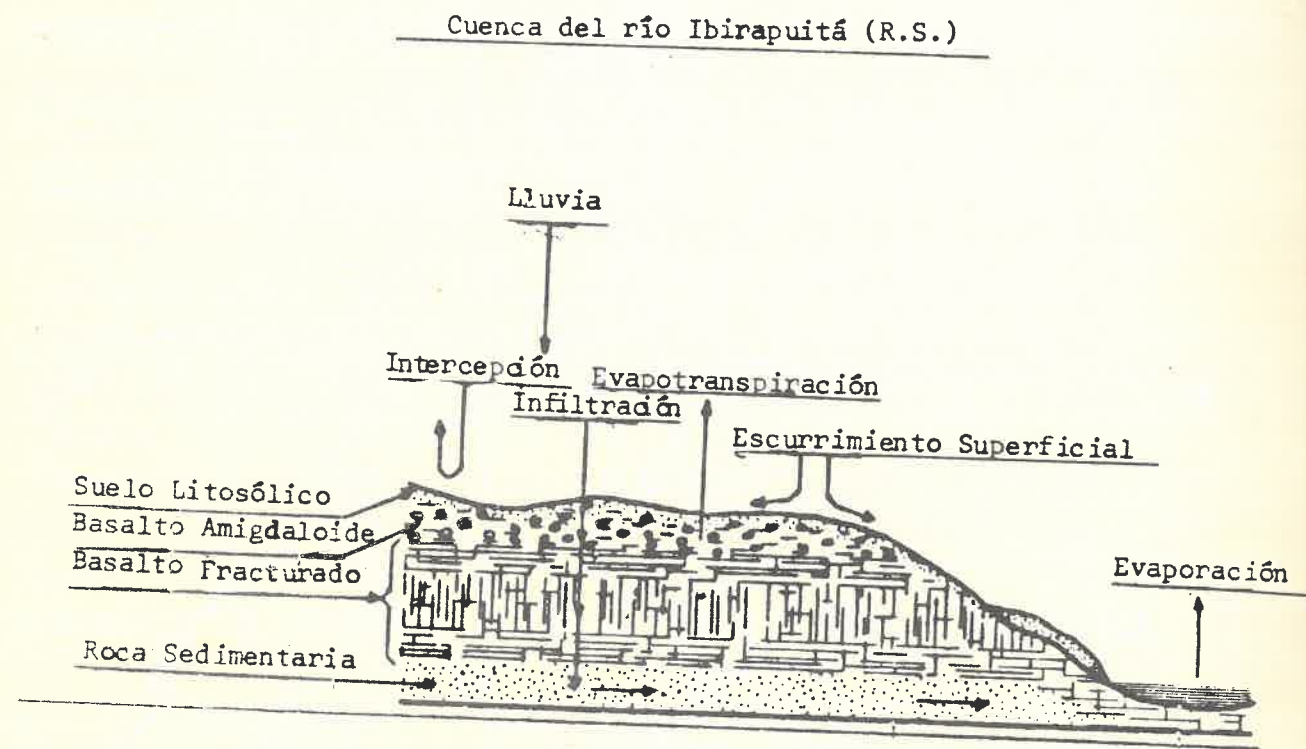 Cuenca del río Ibirapuitá (R.S.)
Lluvia
Intercepción
Evapotranspiración
Infiltración
Escurrimiento Superficial
Suelo Litosólico
Basalto Amigdaloide
Basalto Fracturado
Evaporación
Roca Sedimentaria